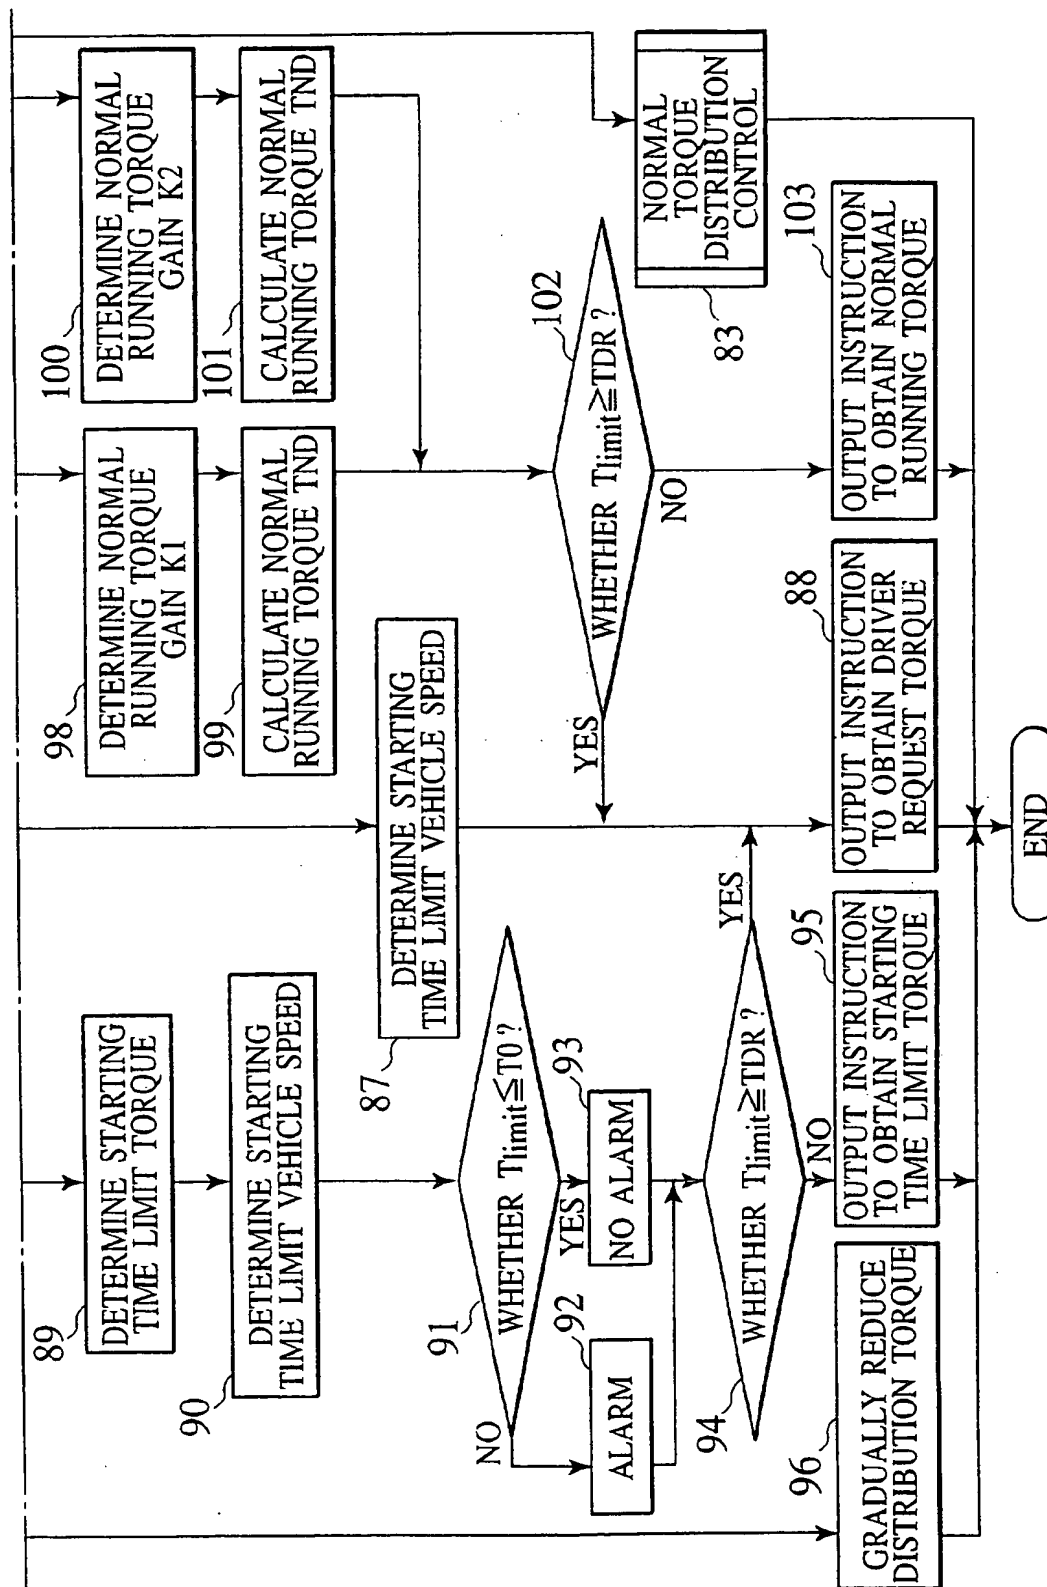 89
DETERMINE STARTING
TIME LIMIT TORQUE
90
DETERMINE STARTING
TIME LIMIT VEHICLE SPEED
91
WHETHER Tlimit≦T0 ?
NO
YES
92
ALARM
93
NO ALARM
94
WHETHER Tlimit≧TDR ?
YES
NO
96
GRADUALLY REDUCE
DISTRIBUTION TORQUE
95
OUTPUT INSTRUCTION
TO OBTAIN STARTING
TIME LIMIT TORQUE
87
DETERMINE STARTING
TIME LIMIT VEHICLE SPEED
88
OUTPUT INSTRUCTION
TO OBTAIN DRIVER
REQUEST TORQUE
98
DETERMINE NORMAL
RUNNING TORQUE
GAIN K1
99
CALCULATE NORMAL
RUNNING TORQUE TND
100
DETERMINE NORMAL
RUNNING TORQUE
GAIN K2
101
CALCULATE NORMAL
RUNNING TORQUE TND
102
WHETHER Tlimit≧TDR ?
YES
NO
103
OUTPUT INSTRUCTION
TO OBTAIN NORMAL
RUNNING TORQUE
83
NORMAL
TORQUE
DISTRIBUTION
CONTROL
END